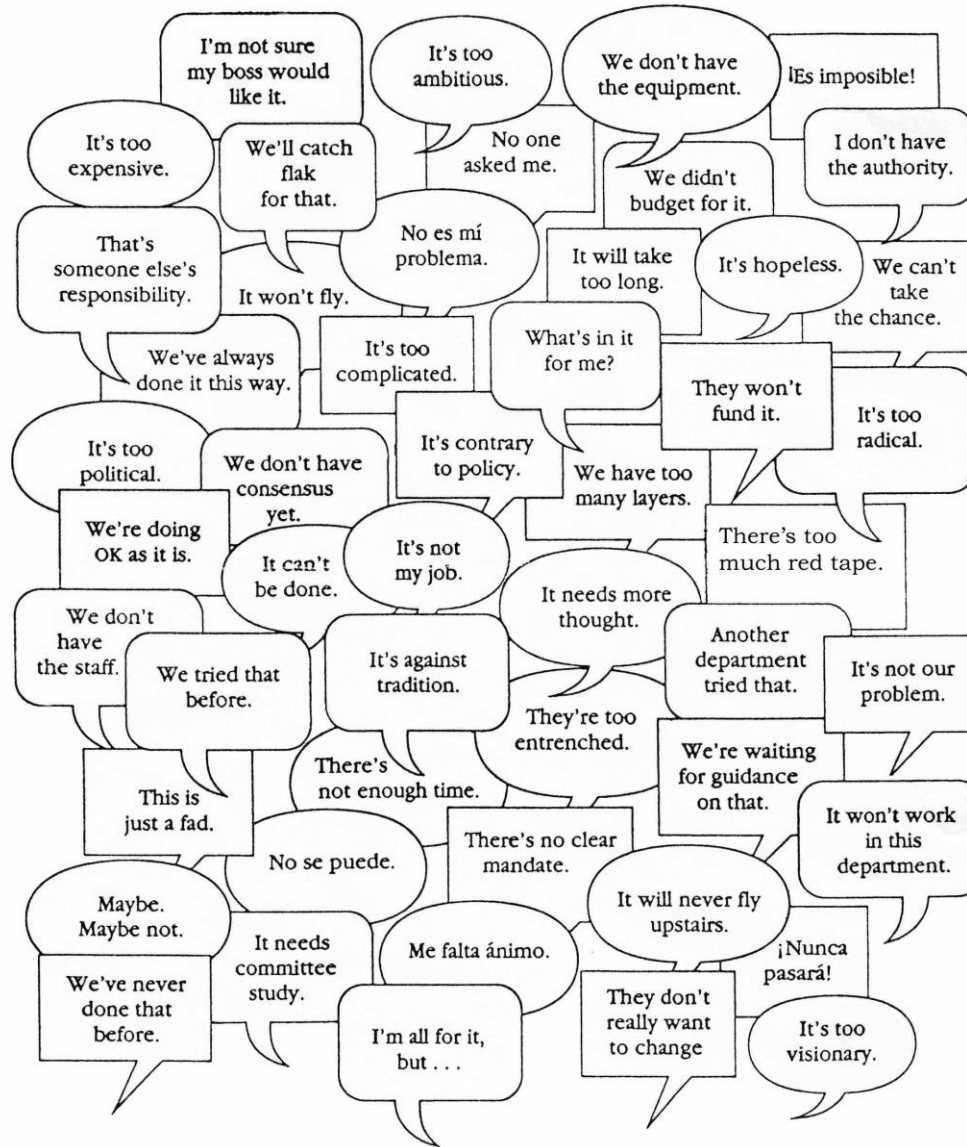 I'm not sure
my boss would
like it.
It's too
ambitious.
We don't have
the equipment.
¡Es imposible!
It's too
expensive.
We'll catch
flak
for that.
No one
asked me.
We didn't
budget for it.
I don't have
the authority.
That's
someone else's
responsibility.
It won't fly.
No es mí
problema.
It will take
too long.
It's hopeless.
We can't
take
the chance.
We've always
done it this way.
It's too
complicated.
What's in it
for me?
They won't
fund it.
It's too
radical.
It's too
political.
We don't have
consensus
yet.
It's contrary
to policy.
We have too
many layers.
We're doing
OK as it is.
It can't
be done.
It's not
my job.
There's too
much red tape.
It needs more
thought.
We don't
have
the staff.
We tried that
before.
It's against
tradition.
Another
department
tried that.
It's not our
problem.
They're too
entrenched.
There's
not enough time.
We're waiting
for guidance
on that.
This is
just a fad.
It won't work
in this
department.
No se puede.
There's no clear
mandate.
Maybe.
Maybe not.
It will never fly
upstairs.
It needs
committee
study.
Me falta ánimo.
¡Nunca
pasará!
We've never
done that
before.
I'm all for it,
but . . .
They don't
really want
to change
It's too
visionary.